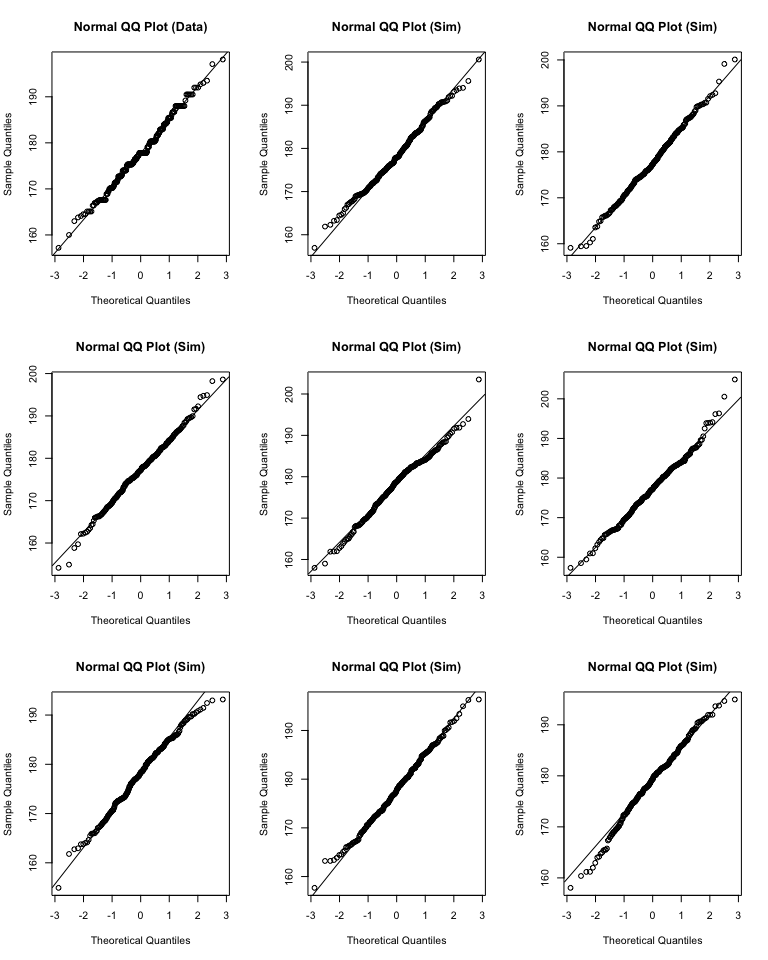 Normal QQ Plot (Data) Normal QQ Plot (Sim) Normal QQ Plot (Sim)
Sample Quantiles Sample Quantiles Sample Quantiles
190 180 170 160
200 190 180 170 160
200 190 180 170 160
-3 -2 -1 0 1 2 3 -3 -2 -1 0 1 2 3 -3 -2 -1 0 1 2 3
Theoretical Quantiles Theoretical Quantiles Theoretical Quantiles
Normal QQ Plot (Sim) Normal QQ Plot (Sim) Normal QQ Plot (Sim)
Sample Quantiles Sample Quantiles Sample Quantiles
200 190 180 170 160
200 190 180 170 160
200 190 180 170 160
-3 -2 -1 0 1 2 3 -3 -2 -1 0 1 2 3 -3 -2 -1 0 1 2 3
Theoretical Quantiles Theoretical Quantiles Theoretical Quantiles
Normal QQ Plot (Sim) Normal QQ Plot (Sim) Normal QQ Plot (Sim)
Sample Quantiles Sample Quantiles Sample Quantiles
190 180 170 160
190 180 170 160
190 180 170 160
-3 -2 -1 0 1 2 3 -3 -2 -1 0 1 2 3 -3 -2 -1 0 1 2 3
Theoretical Quantiles Theoretical Quantiles Theoretical Quantiles